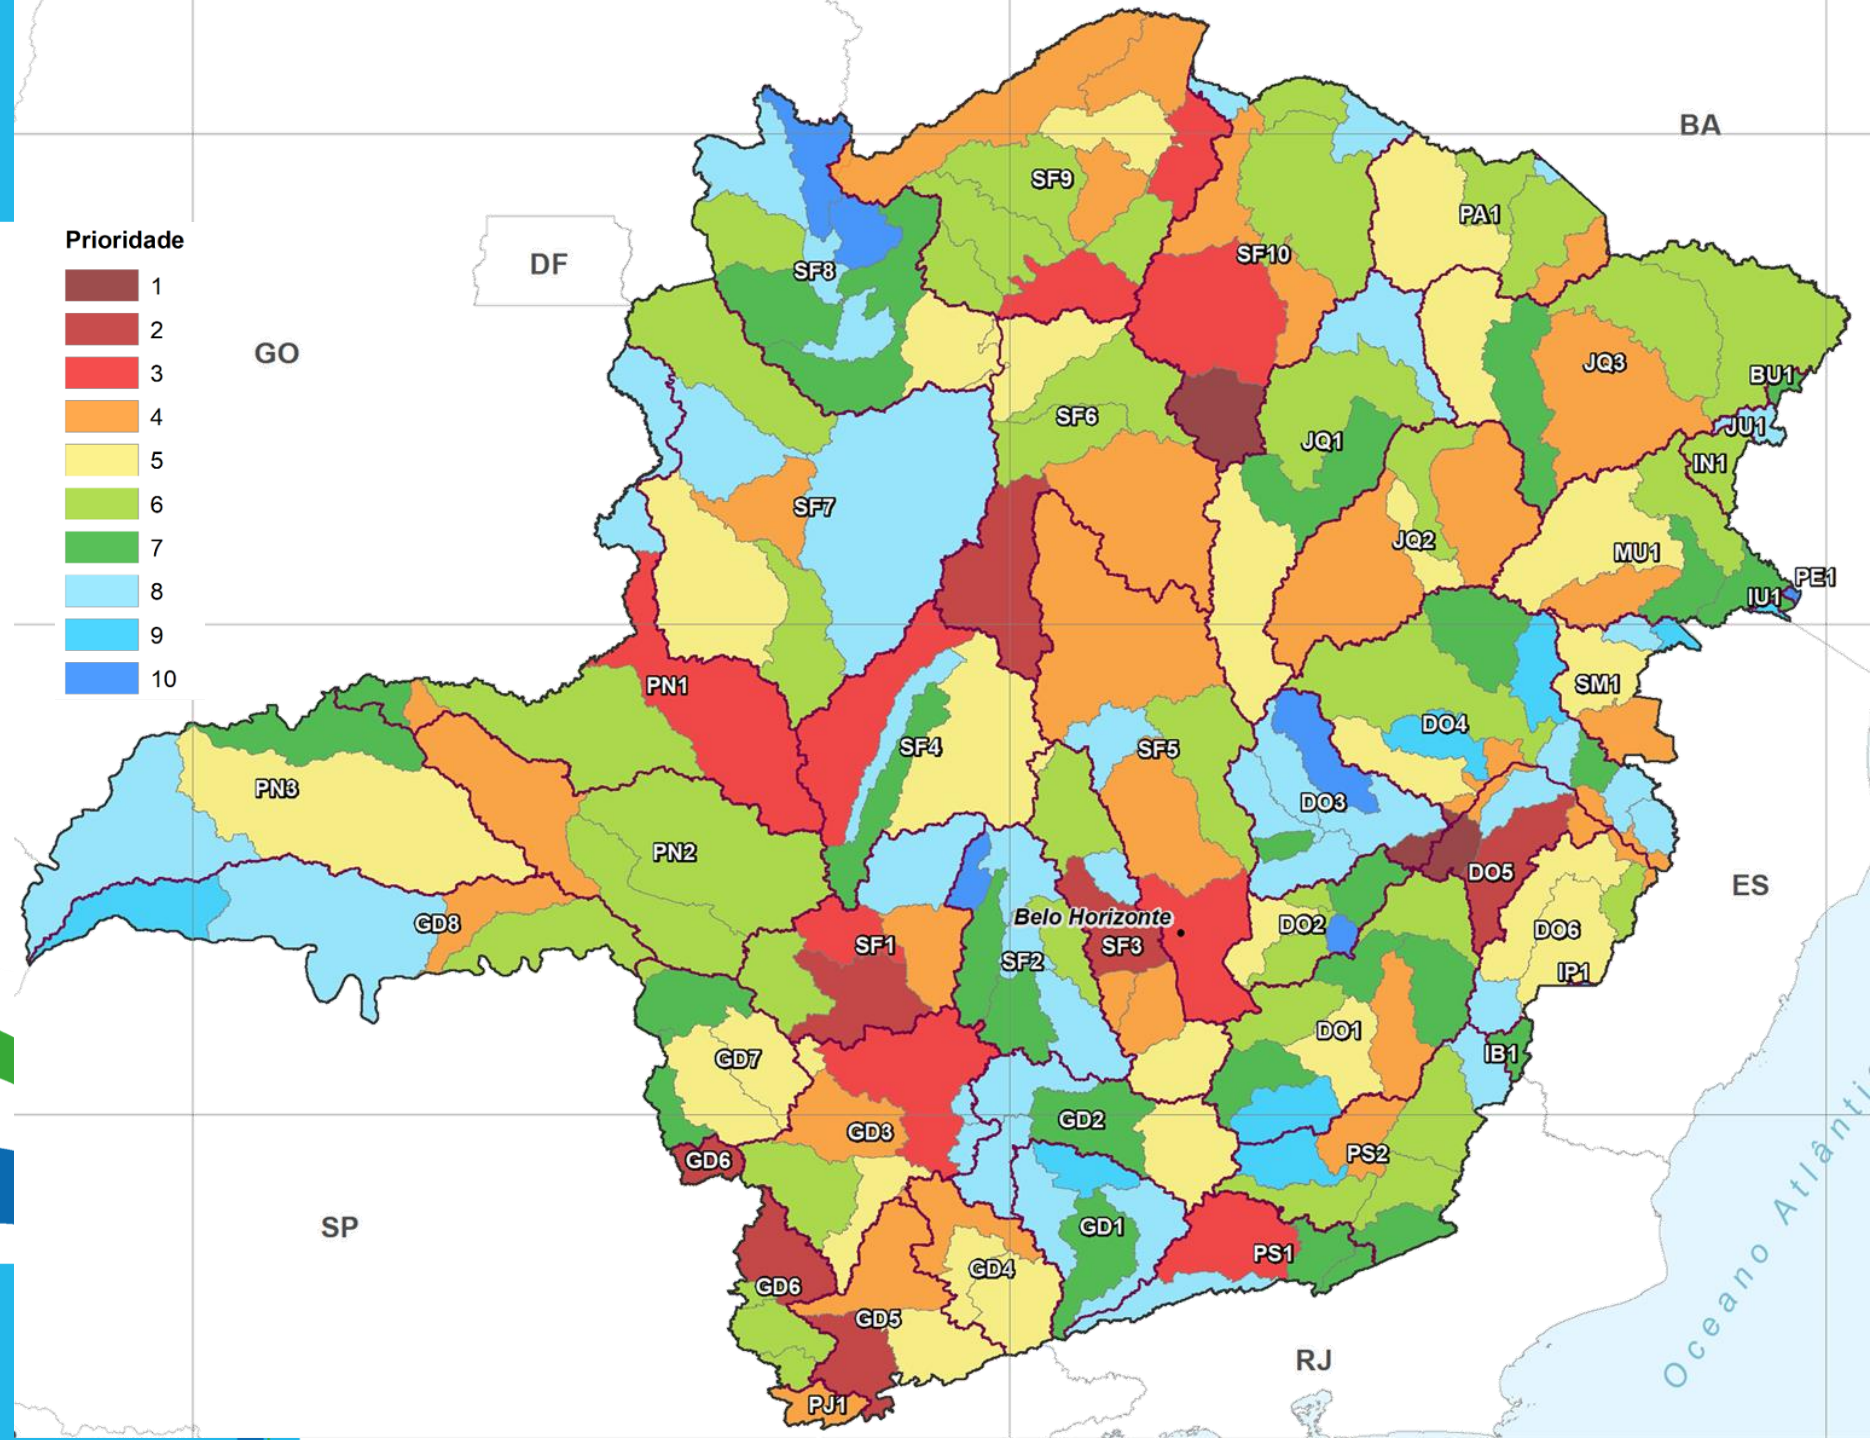 Prioridade
1
2
3
4
5
6
7
8
9
10
BA
DF
GO
SP
RJ
ES
Oceano Atlânti
Belo Horizonte
SF9
PA1
SF10
SF8
JQ3
BU1
JU1
SF6
JQ1
IN1
SF7
JQ2
MU1
PE1
IU1
PN1
SM1
DO4
SF4
SF5
PN3
DO3
PN2
DO5
GD8
SF1
SF3
DO2
DO6
SF2
IP1
DO1
GD7
IB1
GD2
GD3
PS2
GD6
GD1
PS1
GD4
GD6
GD5
PJ1